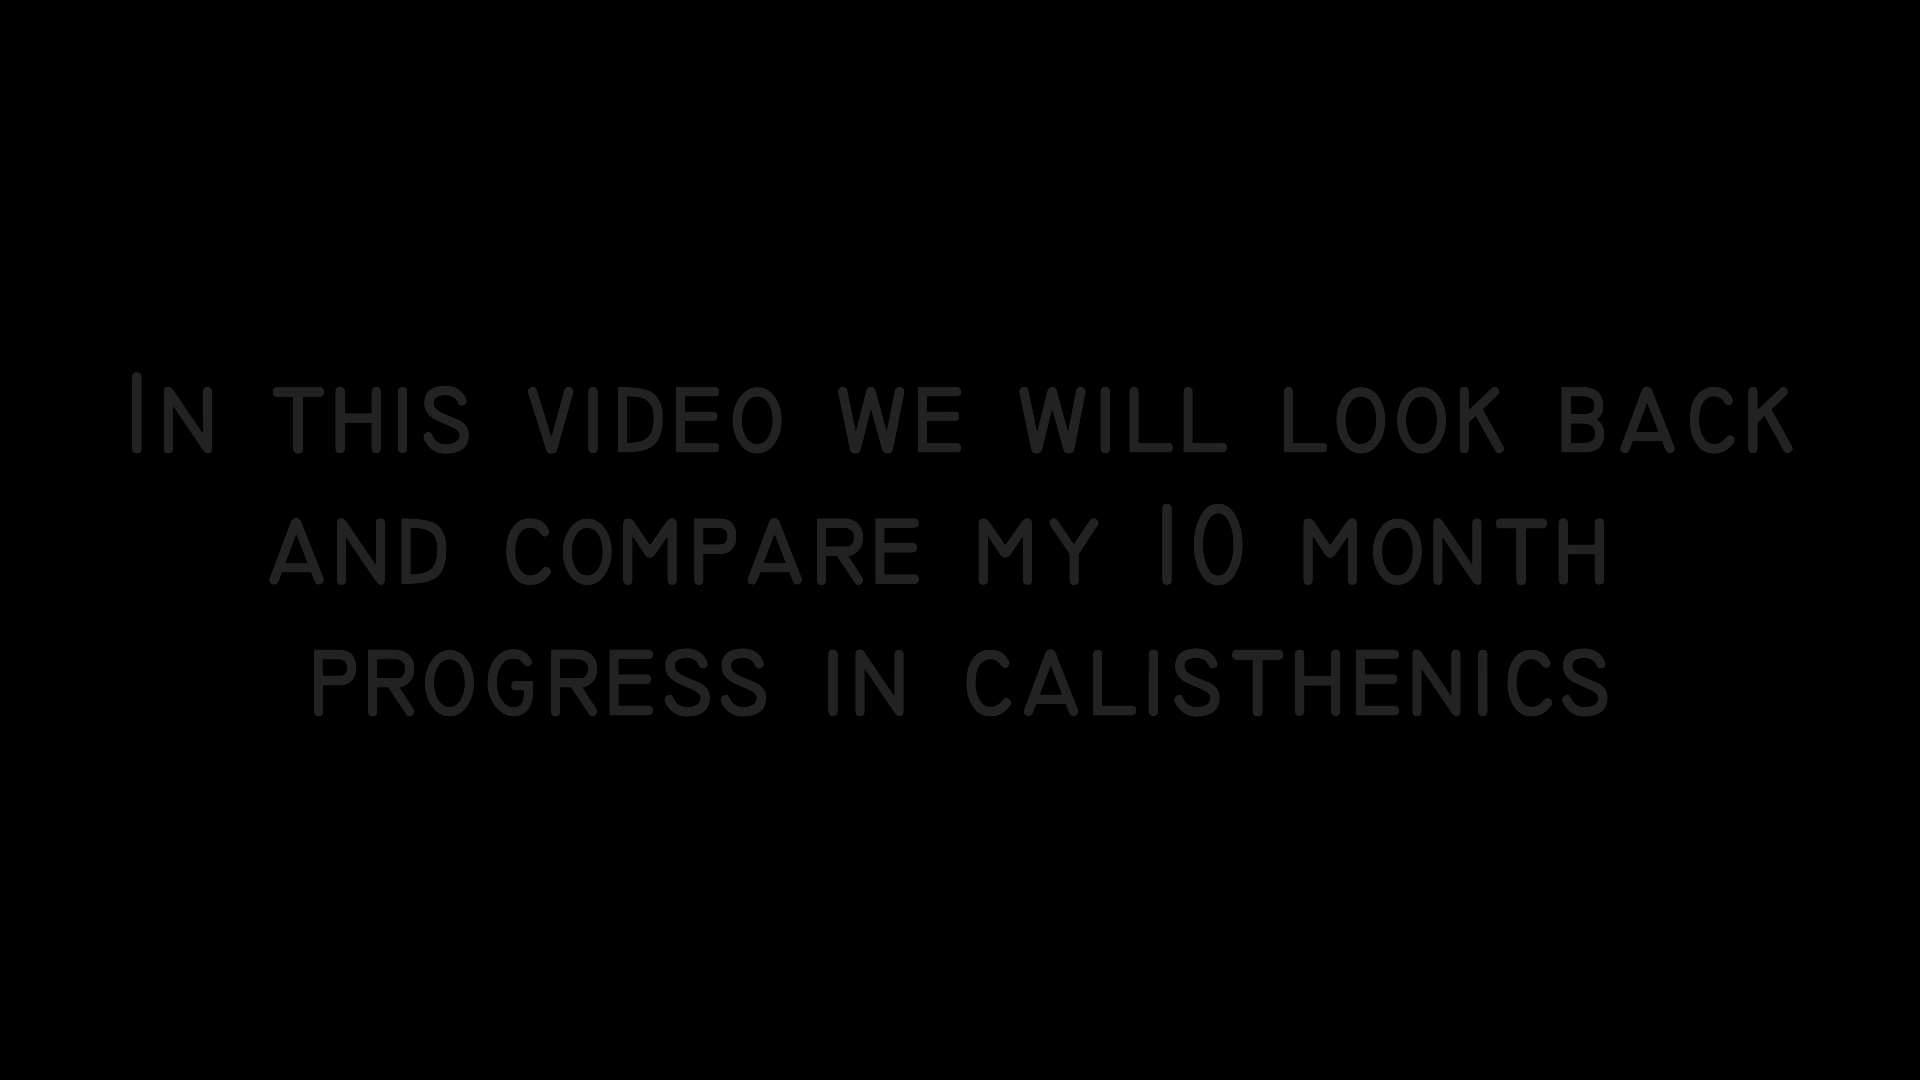 In this video we will look back
and compare my 10 month
progress in calisthenics